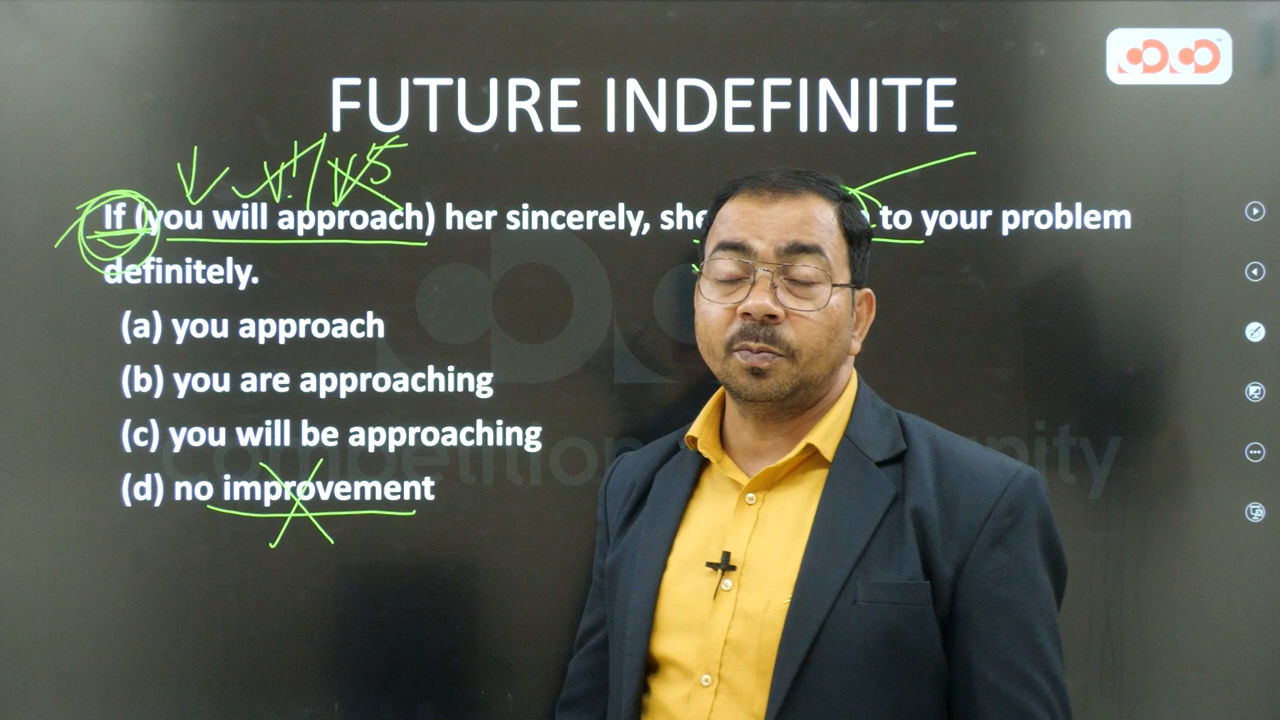 FUTURE INDEFINITE
V.I/ V5
If (you will approach) her sincerely, she to your problem
definitely.
(a) you approach
(b) you are approaching
(c) you will be approaching
(d) no improvement